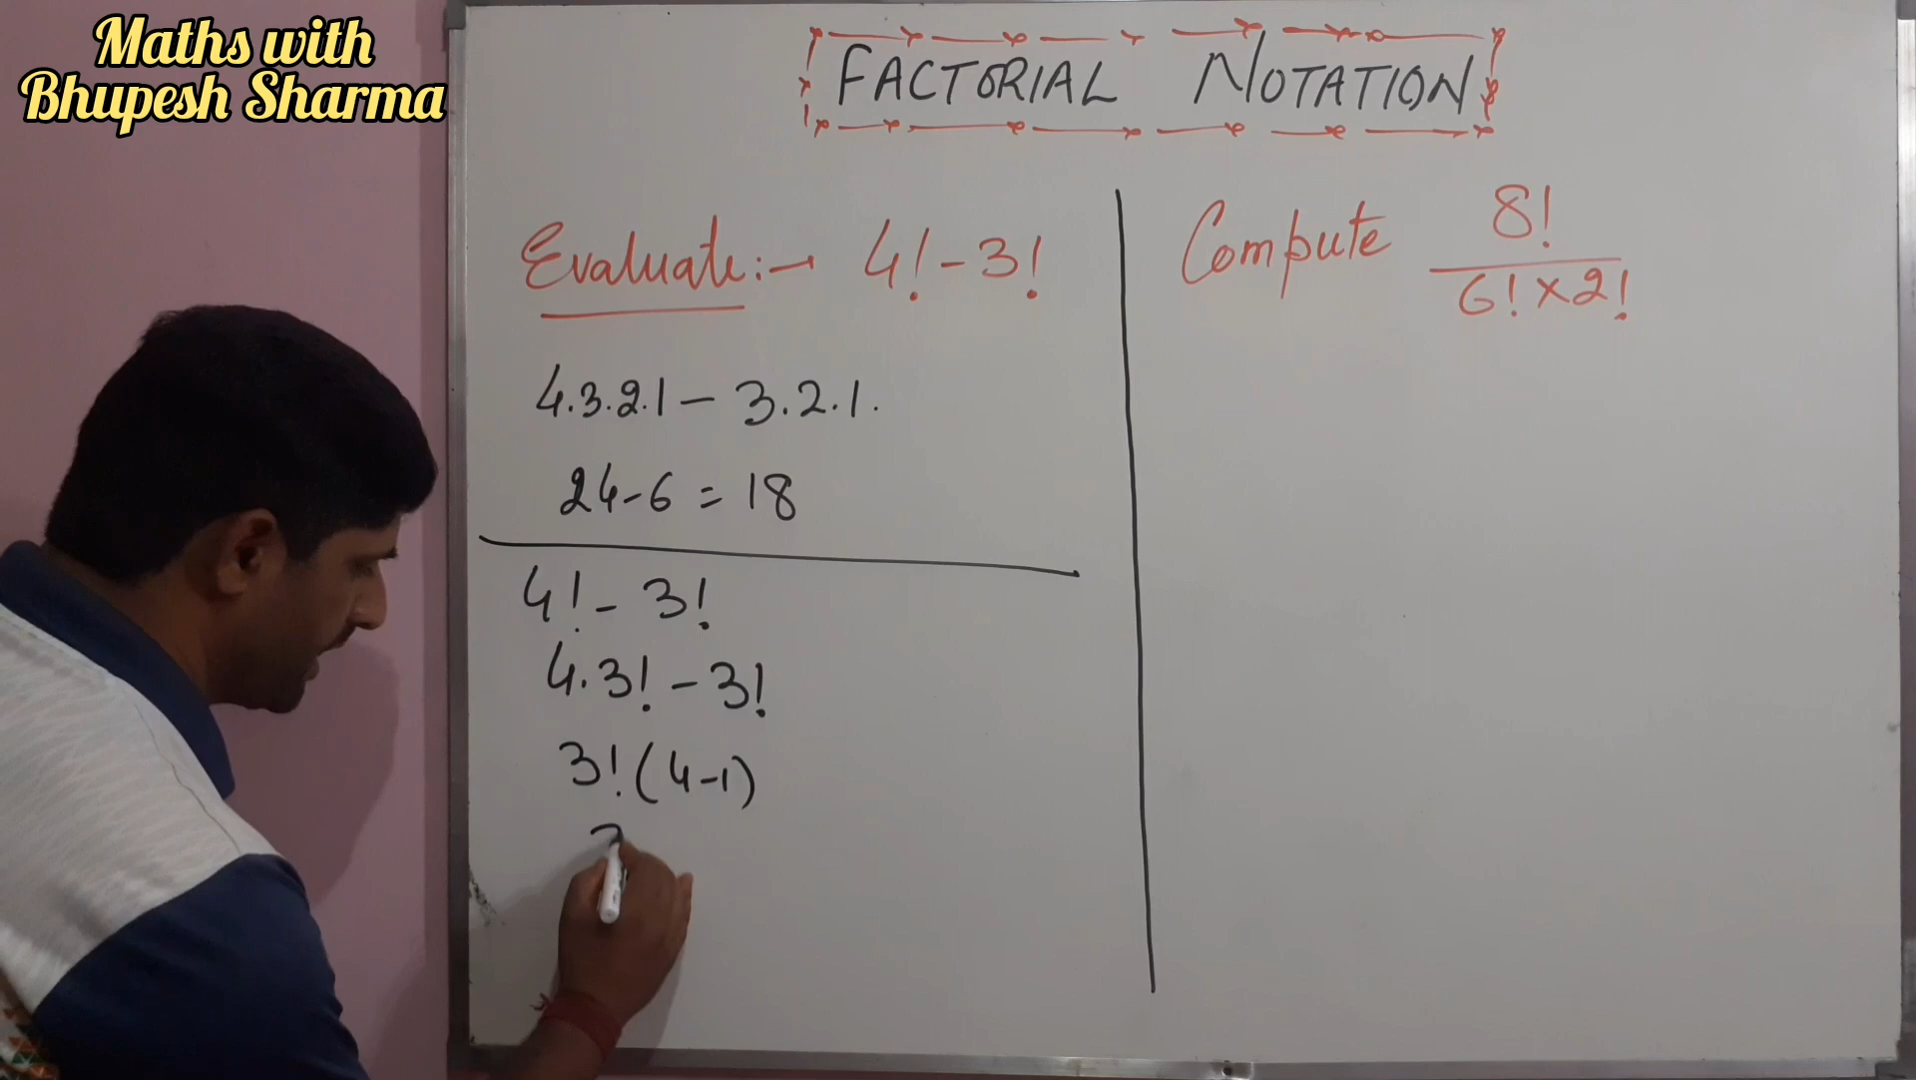 Maths with
Bhupesh Sharma
FACTORIAL NOTATION
Evaluate:→ 4! - 3!
4.3.2.1 - 3.2.1.
24-6 = 18
4! - 3!
4.3! - 3!
3! (4-1)
Compute 8!
6! x 2!